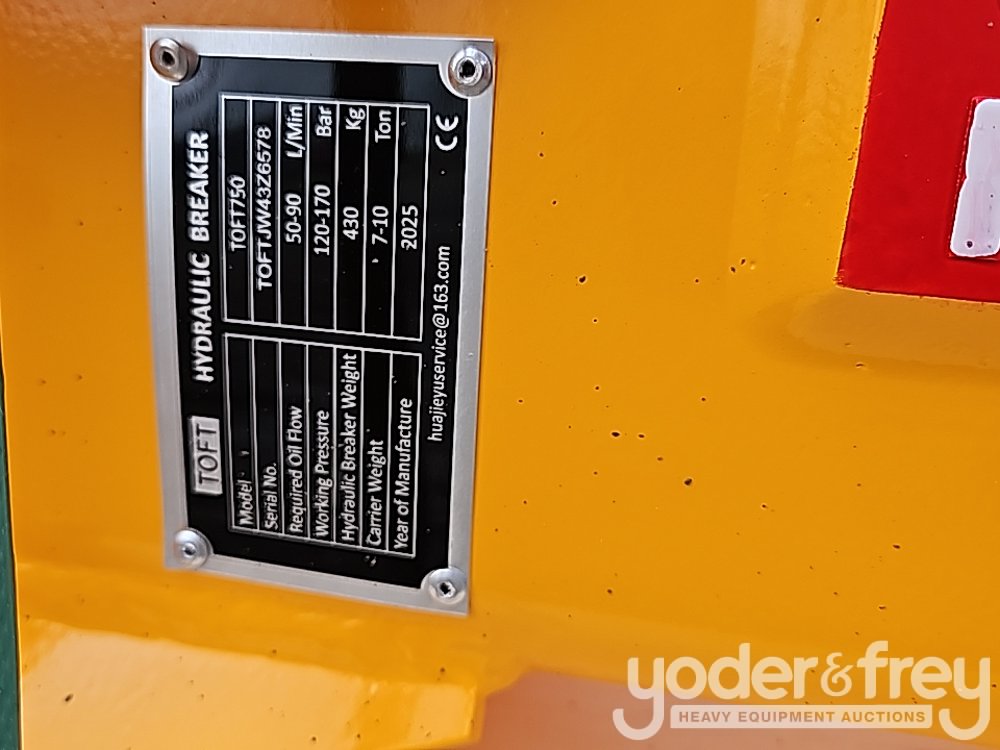 TOFT HYDRAULIC BREAKER
Model TOFT750
Serial No. TOFTJW43Z6578
Required Oil Flow 50-90 L/Min
Working Pressure 120-170 Bar
Hydraulic Breaker Weight 430 Kg
Carrier Weight 7-10 Ton
Year of Manufacture 2025
huajieyuservice@163.com CE
yoder&frey
HEAVY EQUIPMENT AUCTIONS